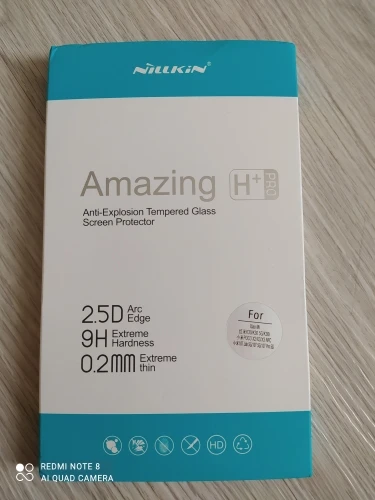 NILLKIN
Amazing H+ PRO
Anti-Explosion Tempered Glass
Screen Protector
2.5D Arc Edge
9H Extreme Hardness
0.2MM Extreme thin
For
HD
REDMI NOTE 8
AI QUAD CAMERA